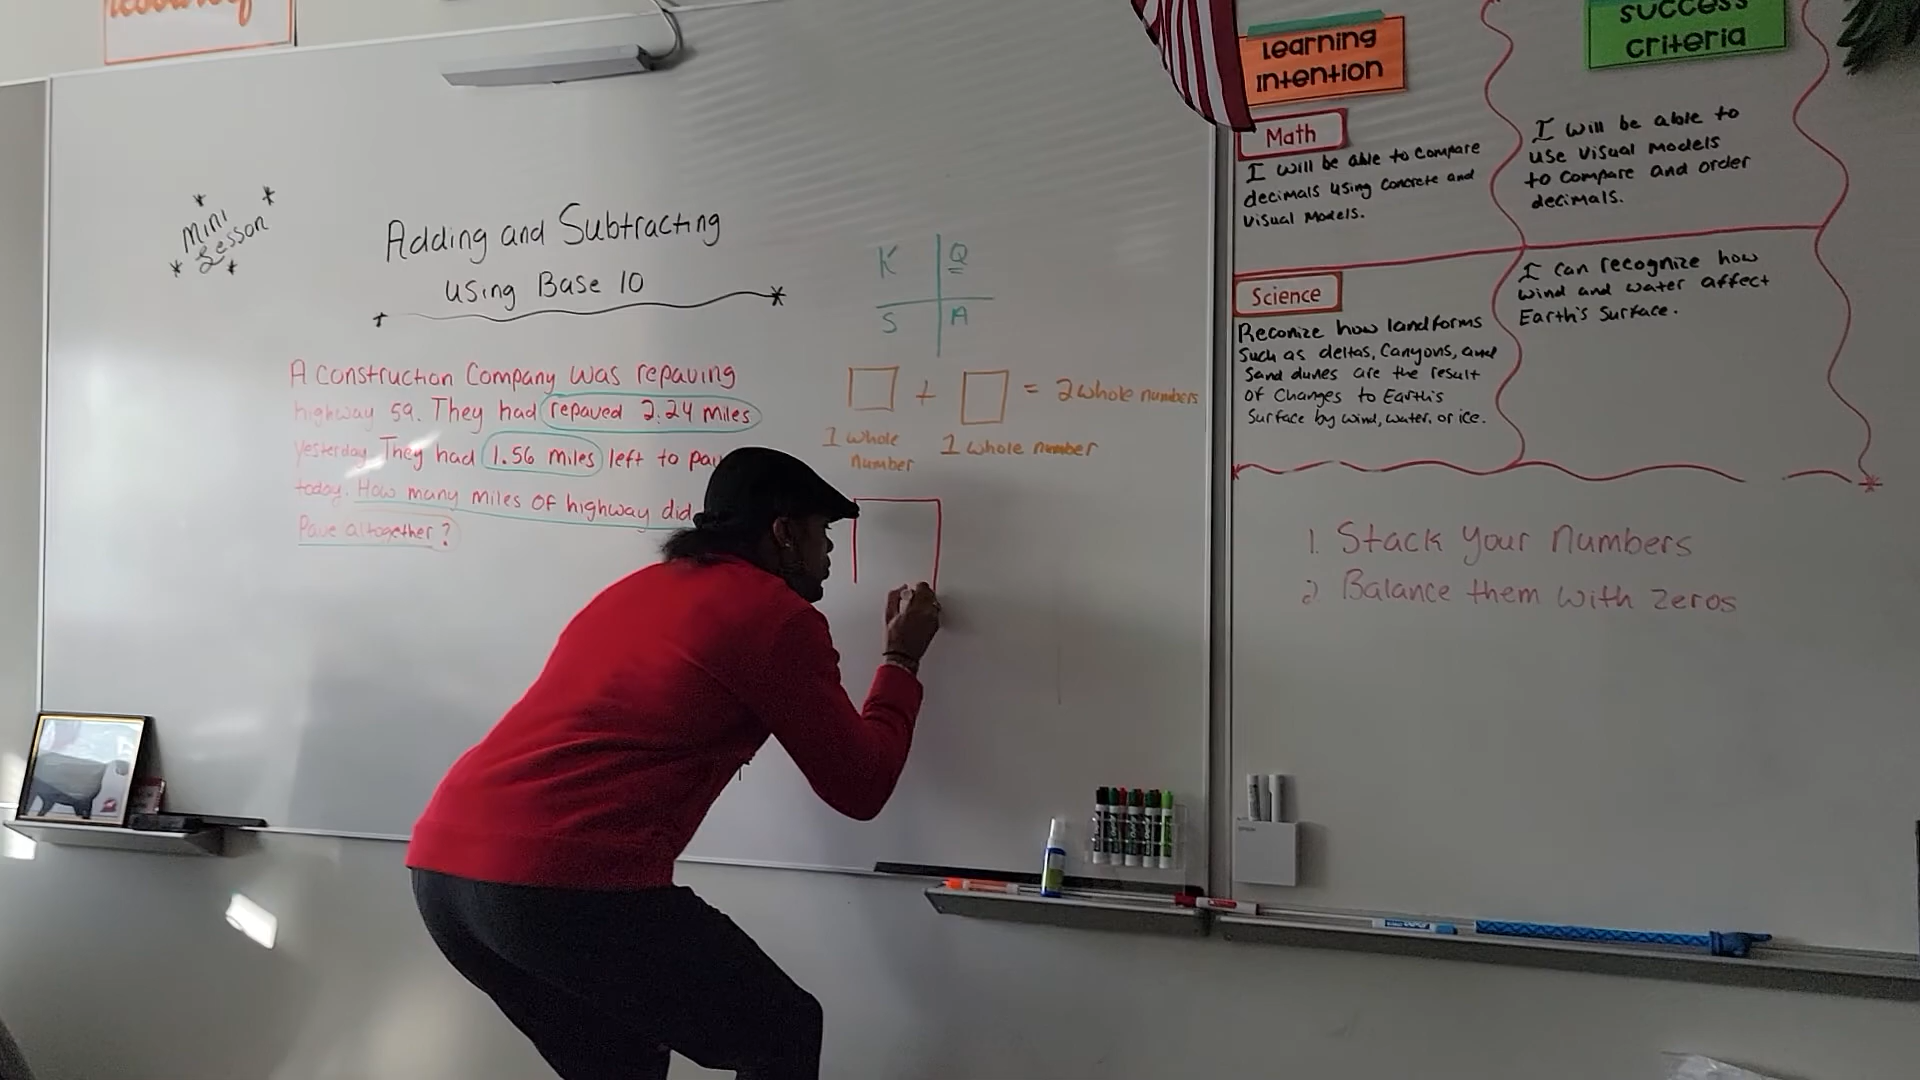 * Mini *
* Lesson *
Adding and Subtracting
using Base 10
A Construction Company was repaving
highway 59. They had repaved 2.24 miles
yesterday. They had 1.56 miles left to
today. How many miles of highway did
Pave altogether?
K Q
S A
+ = 2 whole numbers
1 whole
number
1 whole number
Learning
Intention
Success
Criteria
Math
I will be able to compare
decimals using concrete and
visual models.
I will be able to
use visual models
to compare and order
decimals.
Science
Reconize how landforms
such as deltas, canyons, and
sand dunes are the result
of changes to Earth's
surface by wind, water, or ice.
I can recognize how
wind and water affect
Earth's surface.
1. Stack your numbers
2. Balance them with zeros